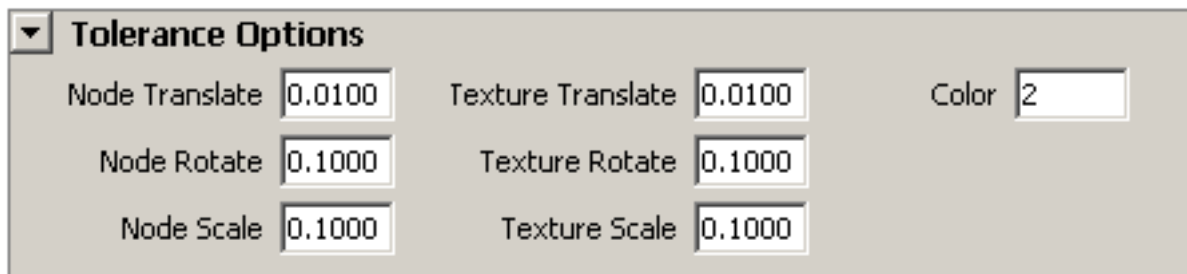 Tolerance Options
Node Translate 0.0100 Texture Translate 0.0100 Color 2
Node Rotate 0.1000 Texture Rotate 0.1000
Node Scale 0.1000 Texture Scale 0.1000